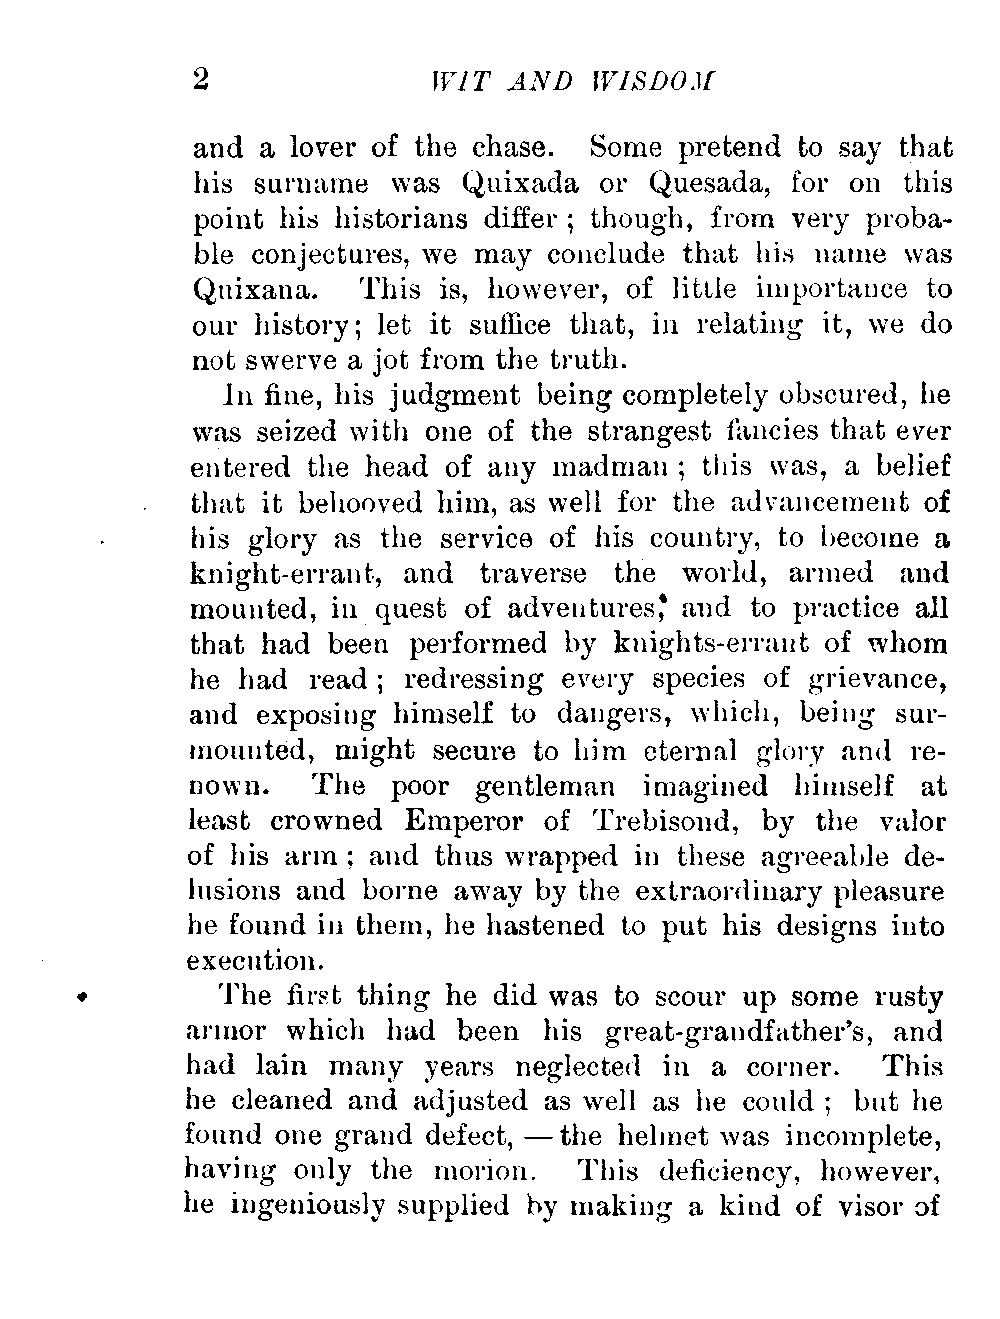 2 WIT AND WISDOM
and a lover of the chase. Some pretend to say that
his surname was Quixada or Quesada, for on this
point his historians differ ; though, from very proba-
ble conjectures, we may conclude that his name was
Quixana. This is, however, of little importance to
our history; let it suffice that, in relating it, we do
not swerve a jot from the truth.
In fine, his judgment being completely obscured, he
was seized with one of the strangest fancies that ever
entered the head of any madman ; this was, a belief
that it behooved him, as well for the advancement of
his glory as the service of his country, to become a
knight-errant, and traverse the world, armed and
mounted, in quest of adventures, and to practice all
that had been performed by knights-errant of whom
he had read ; redressing every species of grievance,
and exposing himself to dangers, which, being sur-
mounted, might secure to him eternal glory and re-
nown. The poor gentleman imagined himself at
least crowned Emperor of Trebisond, by the valor
of his arm ; and thus wrapped in these agreeable de-
lusions and borne away by the extraordinary pleasure
he found in them, he hastened to put his designs into
execution.
The first thing he did was to scour up some rusty
armor which had been his great-grandfather's, and
had lain many years neglected in a corner. This
he cleaned and adjusted as well as he could ; but he
found one grand defect, — the helmet was incomplete,
having only the morion. This deficiency, however,
he ingeniously supplied by making a kind of visor of